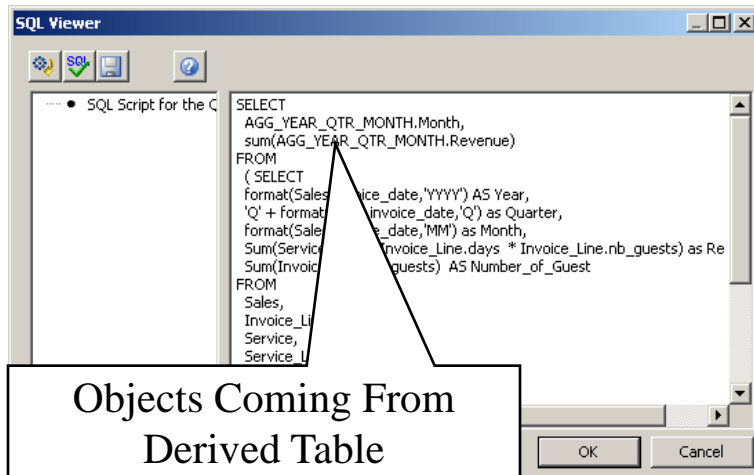 SQL Viewer
SQL
SQL Script for the Q
SELECT
AGG_YEAR_QTR_MONTH.Month,
sum(AGG_YEAR_QTR_MONTH.Revenue)
FROM
( SELECT
format(Sales ice_date,'YYYY') AS Year,
'Q' + format invoice_date,'Q') as Quarter,
format(Sale e_date,'MM') as Month,
Sum(Service Invoice_Line.days * Invoice_Line.nb_guests) as Re
Sum(Invoic guests) AS Number_of_Guest
FROM
Sales,
Invoice_Li
Service,
Service_L
Objects Coming From
Derived Table
OK Cancel